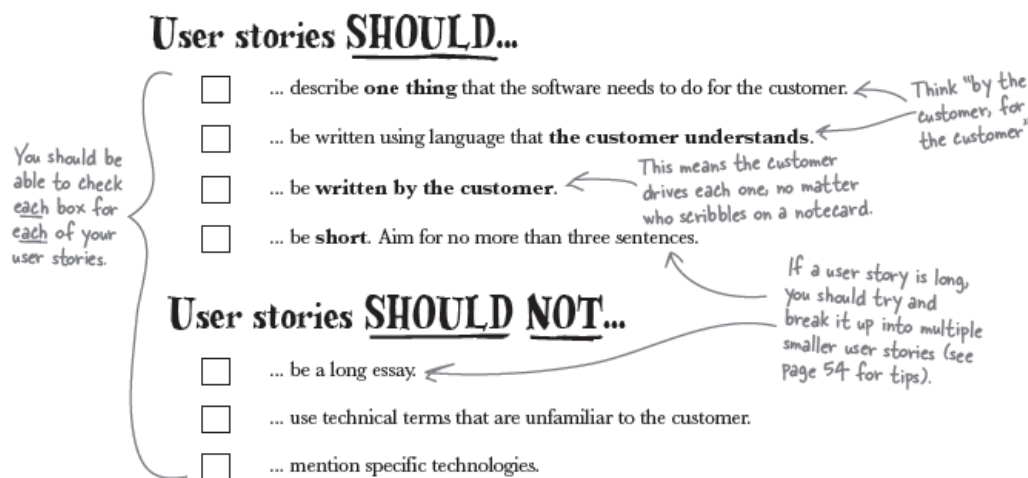 User stories SHOULD...
... describe one thing that the software needs to do for the customer.
Think "by the
customer, for
the customer"
... be written using language that the customer understands.
You should be
able to check
each box for
each of your
user stories.
... be written by the customer.
This means the customer
drives each one, no matter
who scribbles on a notecard.
... be short. Aim for no more than three sentences.
If a user story is long,
you should try and
break it up into multiple
smaller user stories (see
page 54 for tips).
User stories SHOULD NOT...
... be a long essay.
... use technical terms that are unfamiliar to the customer.
... mention specific technologies.